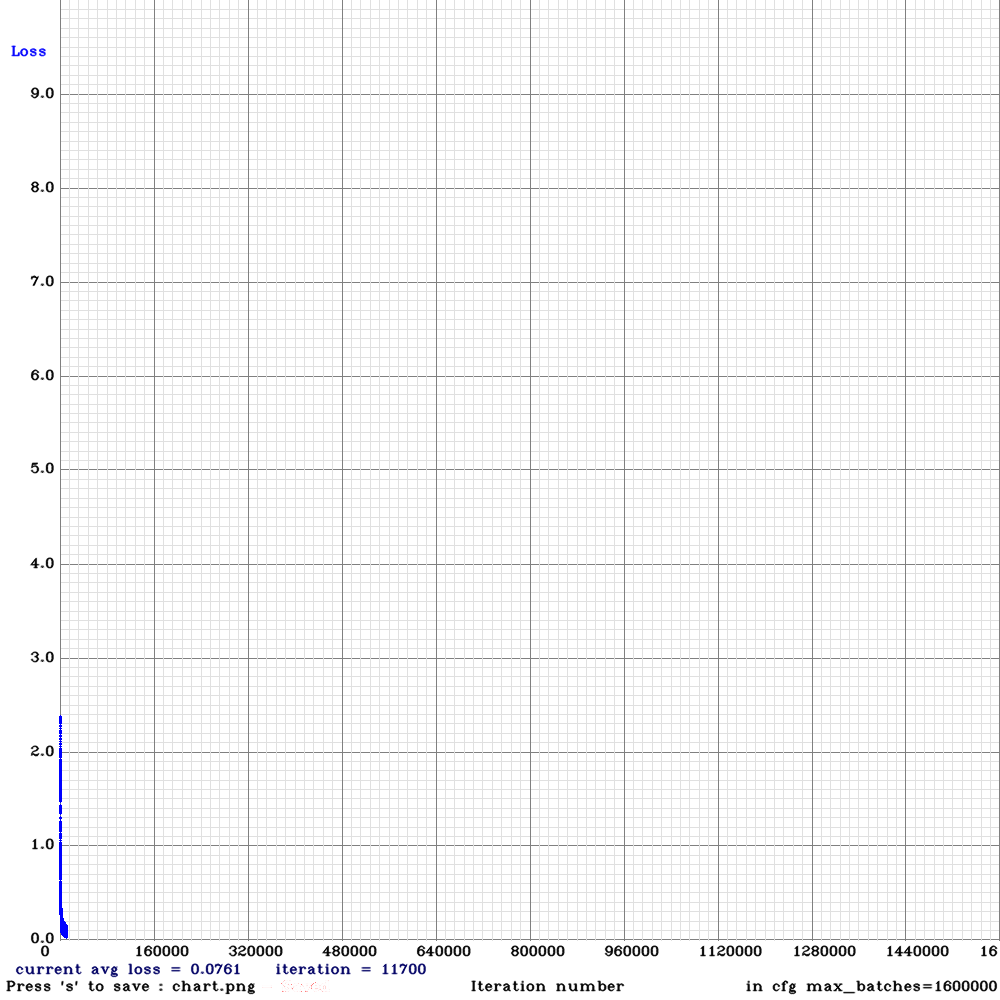 Loss
9.0
8.0
7.0
6.0
5.0
4.0
3.0
2.0
1.0
0.0
0 160000 320000 480000 640000 800000 960000 1120000 1280000 1440000 16
current avg loss = 0.0761 iteration = 11700
Press 's' to save : chart.png - Saved Iteration number in cfg max_batches=1600000